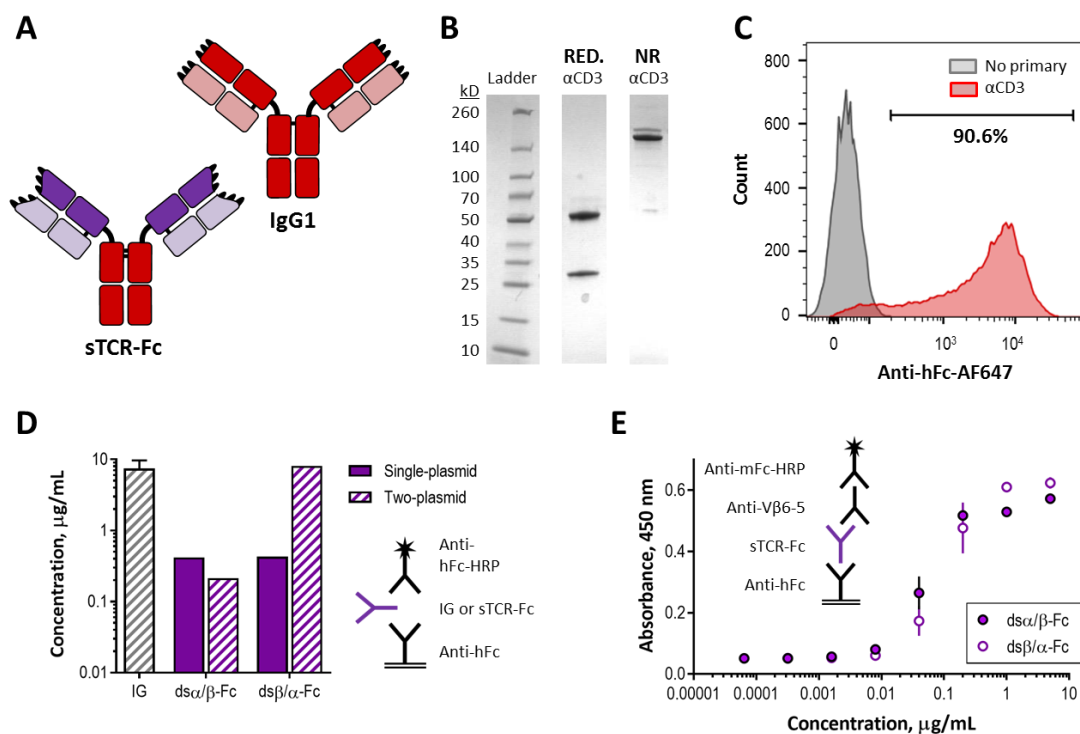 A
IgG1
sTCR-Fc
B
RED.
NR
Ladder
αCD3
αCD3
kD
260
140
100
70
50
40
35
25
15
10
C
No primary
αCD3
90.6%
800
600
400
200
0
Count
0
10³
10⁴
Anti-hFc-AF647
D
Concentration, μg/mL
10
1
0.1
0.01
IG
dsα/β-Fc
dsβ/α-Fc
Single-plasmid
Two-plasmid
Anti-
hFc-HRP
IG or sTCR-Fc
Anti-hFc
E
Absorbance, 450 nm
0.6
0.4
0.2
0.0
Anti-mFc-HRP
Anti-Vβ6-5
sTCR-Fc
Anti-hFc
dsα/β-Fc
dsβ/α-Fc
0.00001
0.0001
0.001
0.01
0.1
1
10
Concentration, μg/mL